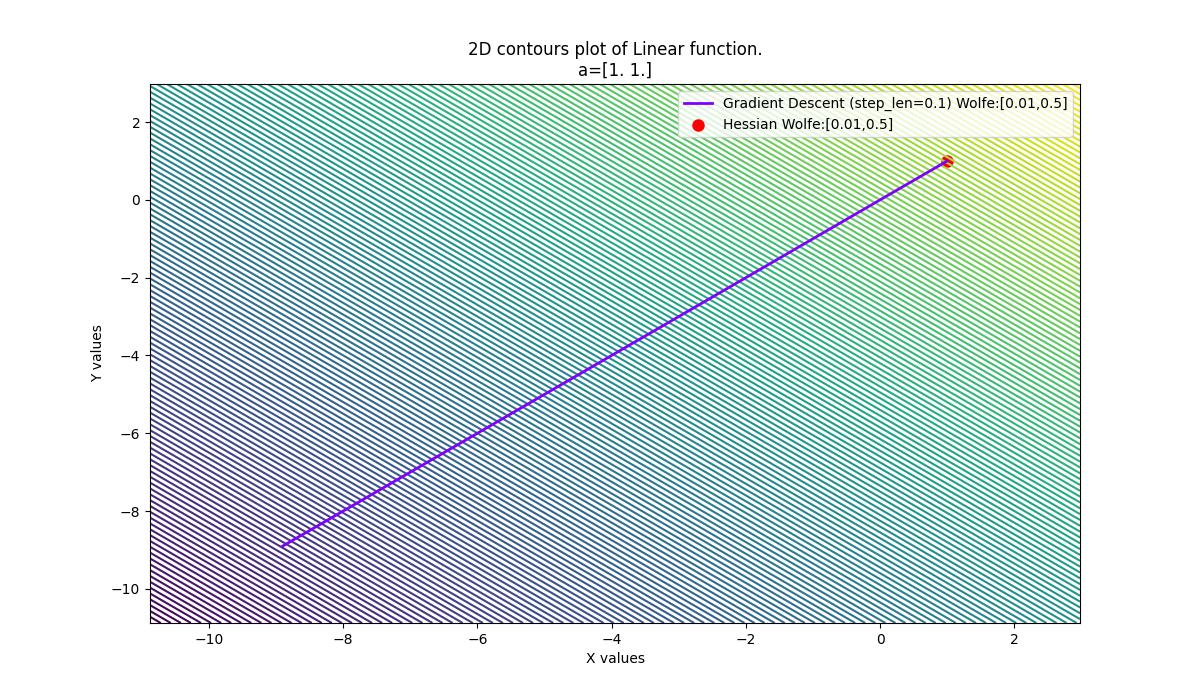 2D contours plot of Linear function.
a=[1. 1.]
Gradient Descent (step_len=0.1) Wolfe:[0.01,0.5]
Hessian Wolfe:[0.01,0.5]
Y values
2
0
−2
−4
−6
−8
−10
−10
−8
−6
−4
−2
0
2
X values